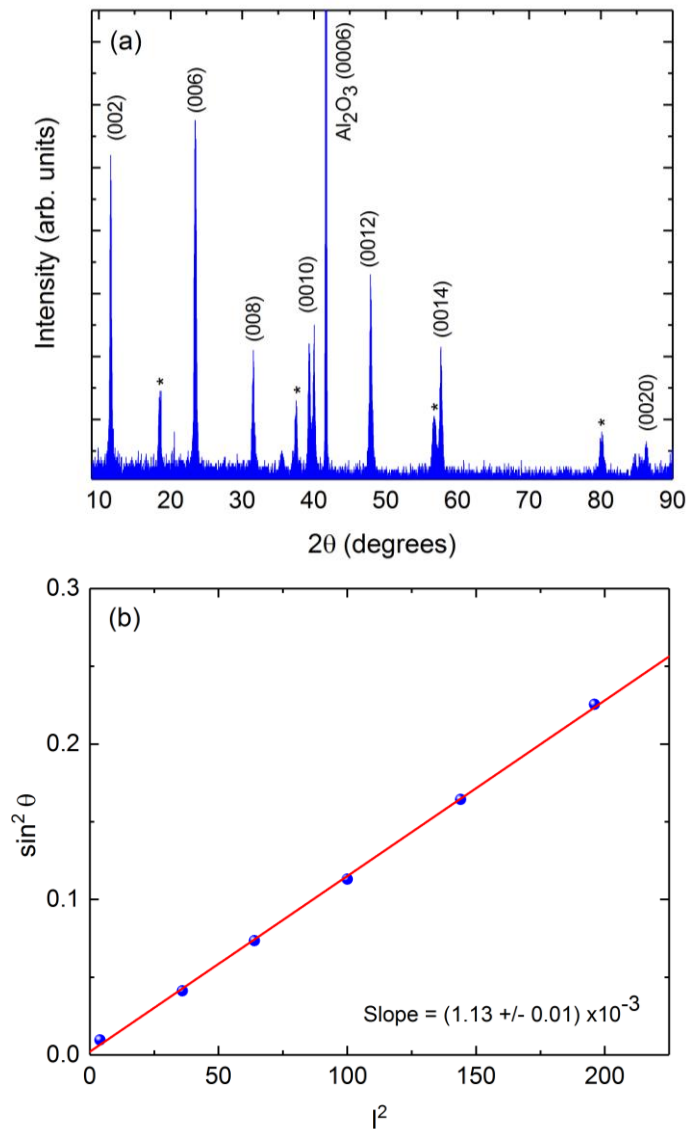 (a)
Intensity (arb. units)
(002)
*
(006)
(008)
*
(0010)
Al₂O₃ (0006)
(0012)
*
(0014)
*
(0020)
10 20 30 40 50 60 70 80 90
2θ (degrees)
(b)
0.3
0.2
0.1
0.0
sin² θ
Slope = (1.13 +/- 0.01) x10⁻³
0 50 100 150 200
l²